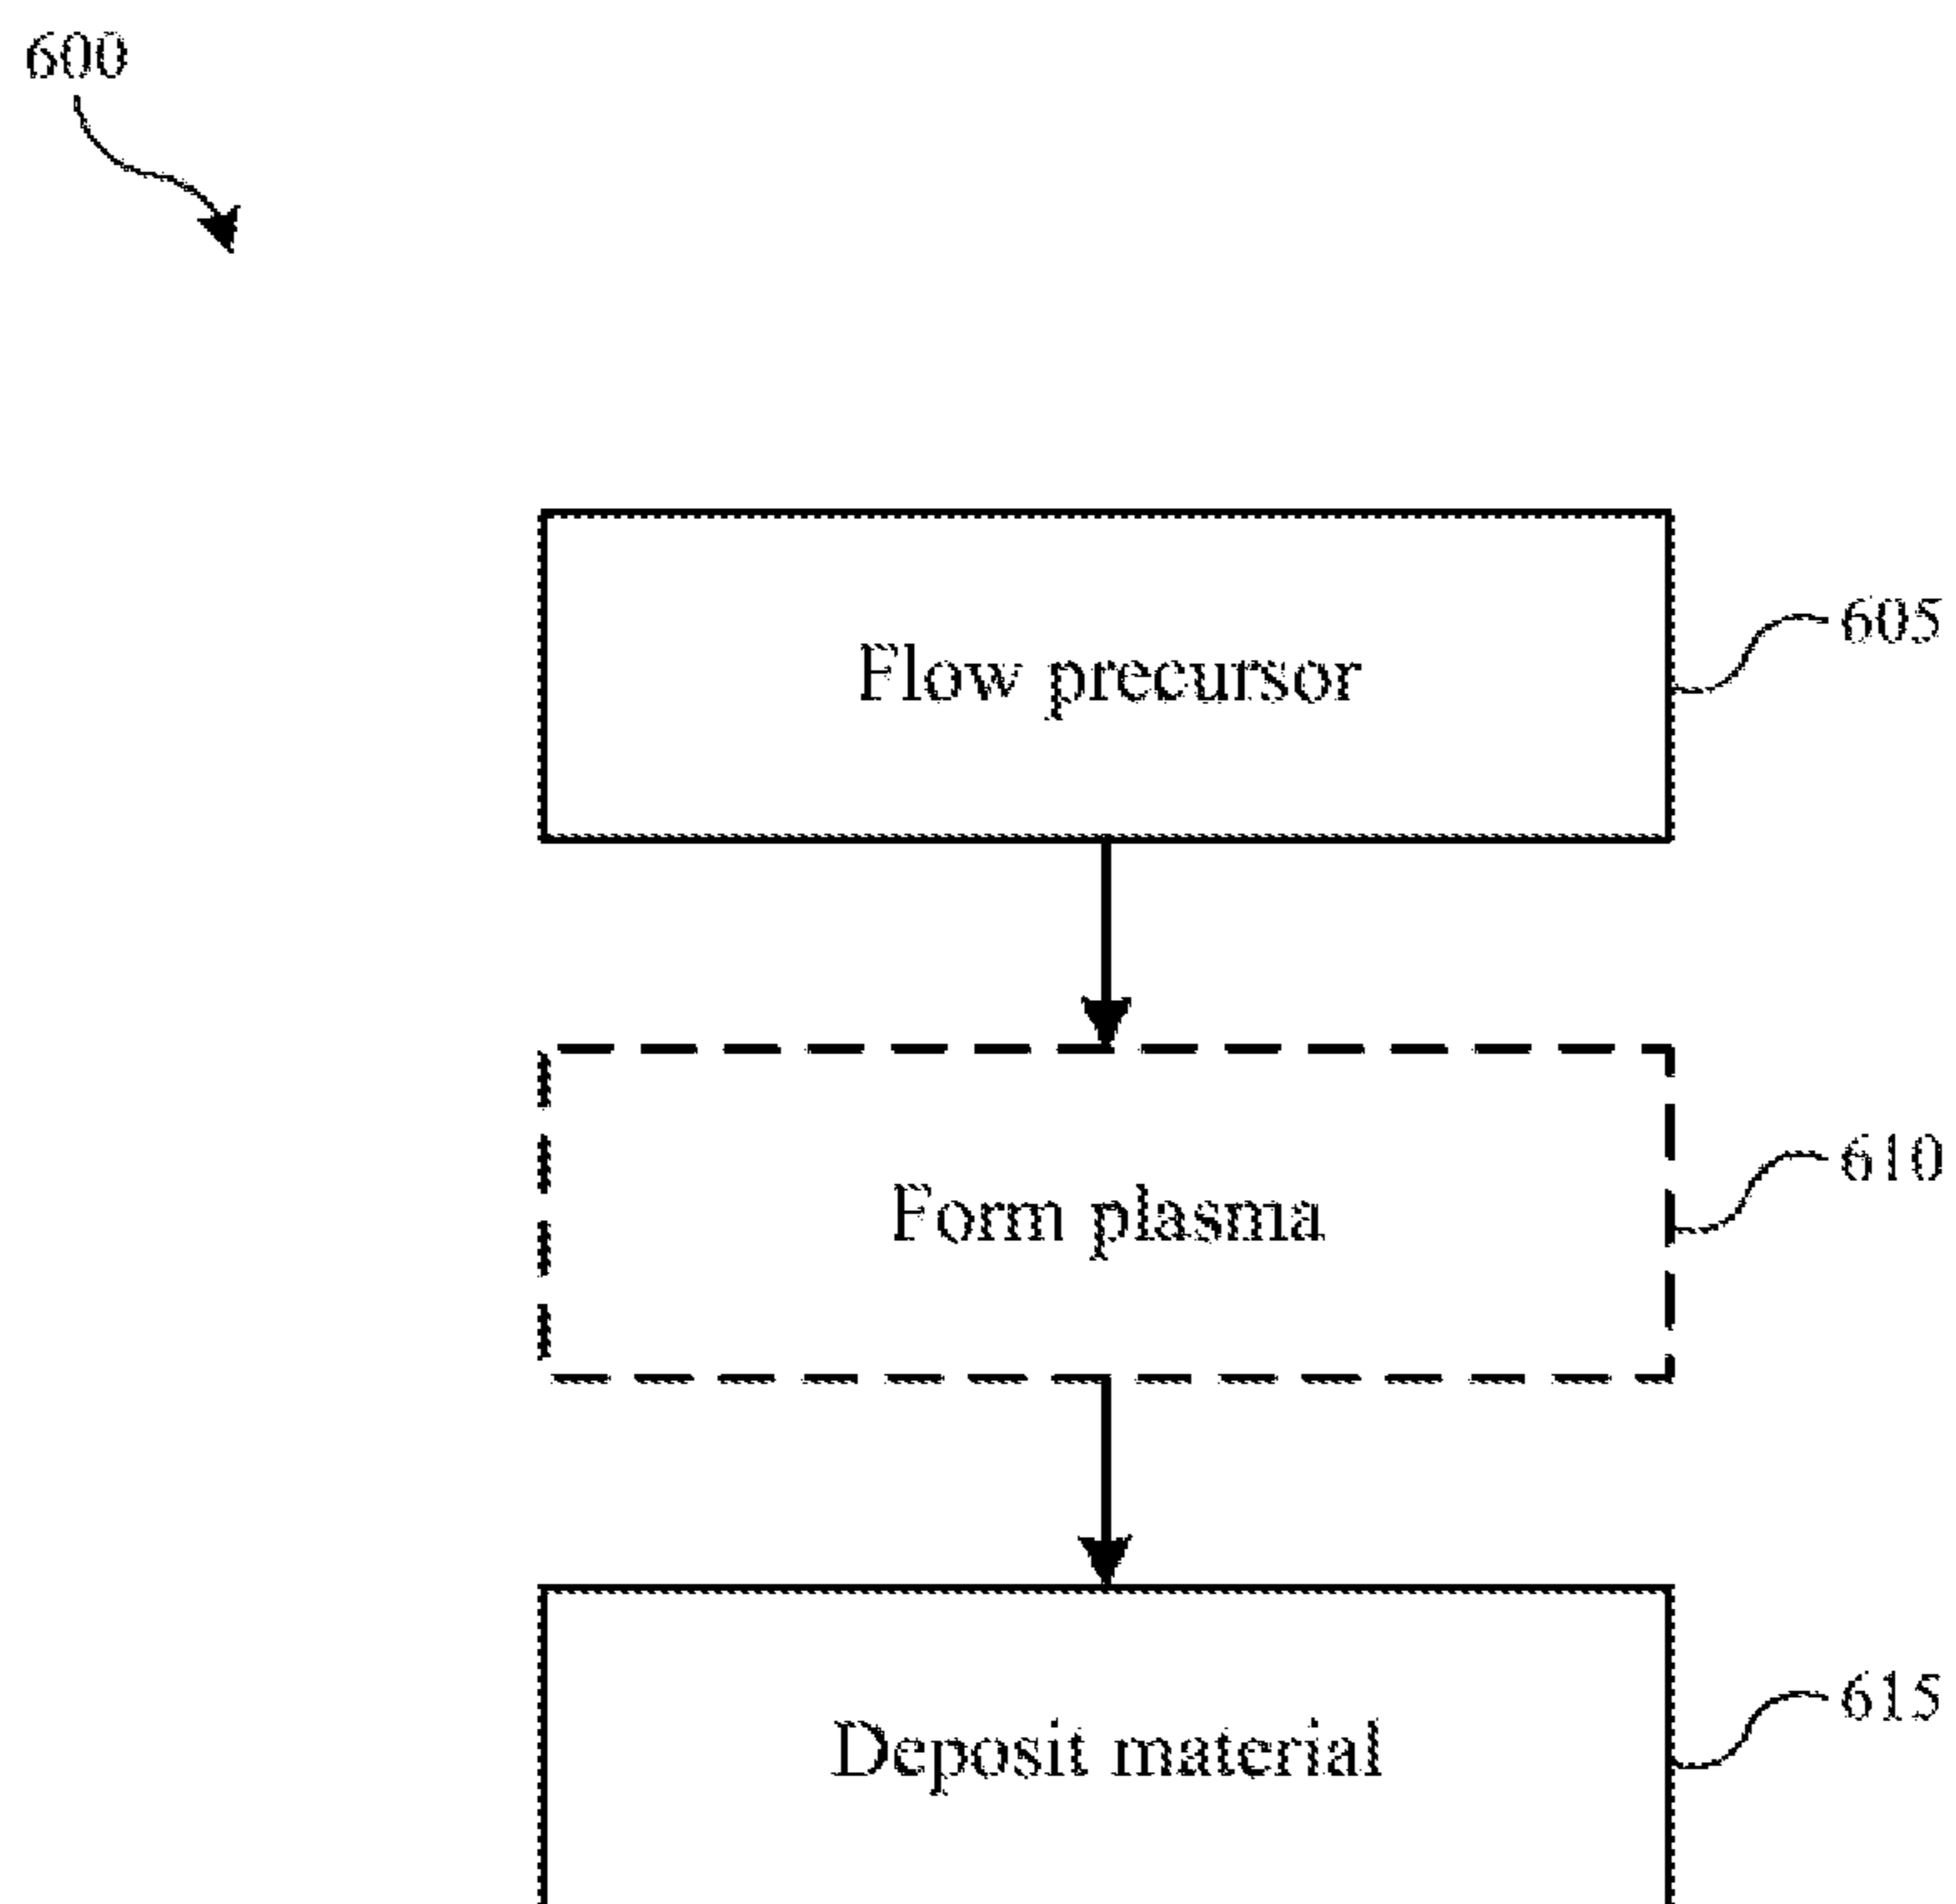 600
Flow precursor
605
Form plasma
610
Deposit material
615